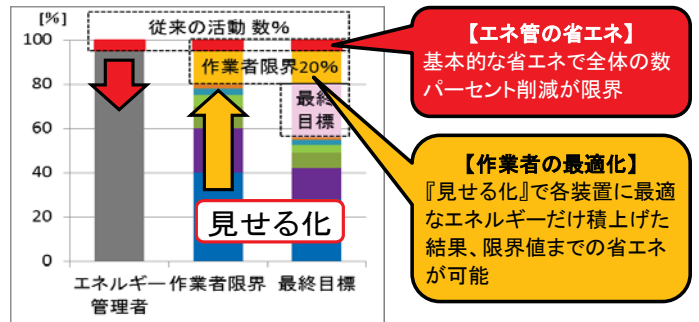 [%]
100
80
60
40
20
0
従来の活動 数%
作業者限界20%
最終
目標
見せる化
エネルギー
管理者
作業者限界
最終目標
【エネ管の省エネ】
基本的な省エネで全体の数
パーセント削減が限界
【作業者の最適化】
『見せる化』で各装置に最適
なエネルギーだけ積上げた
結果、限界値までの省エネ
が可能